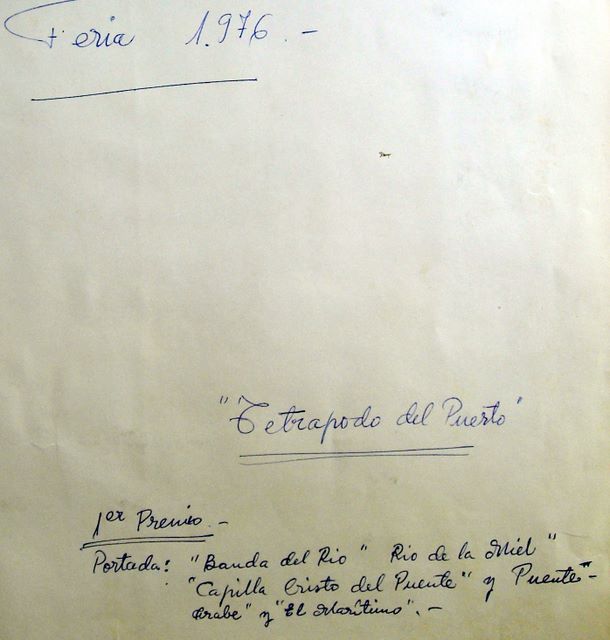 Feria 1.976.-
"Tetrapodo del Puerto"
1er Premio.-
Portada: "Banda del Rio" Rio de la Miel"
"Capilla Cristo del Puente" y Puente"-
arabe" y "El Maritimo".-